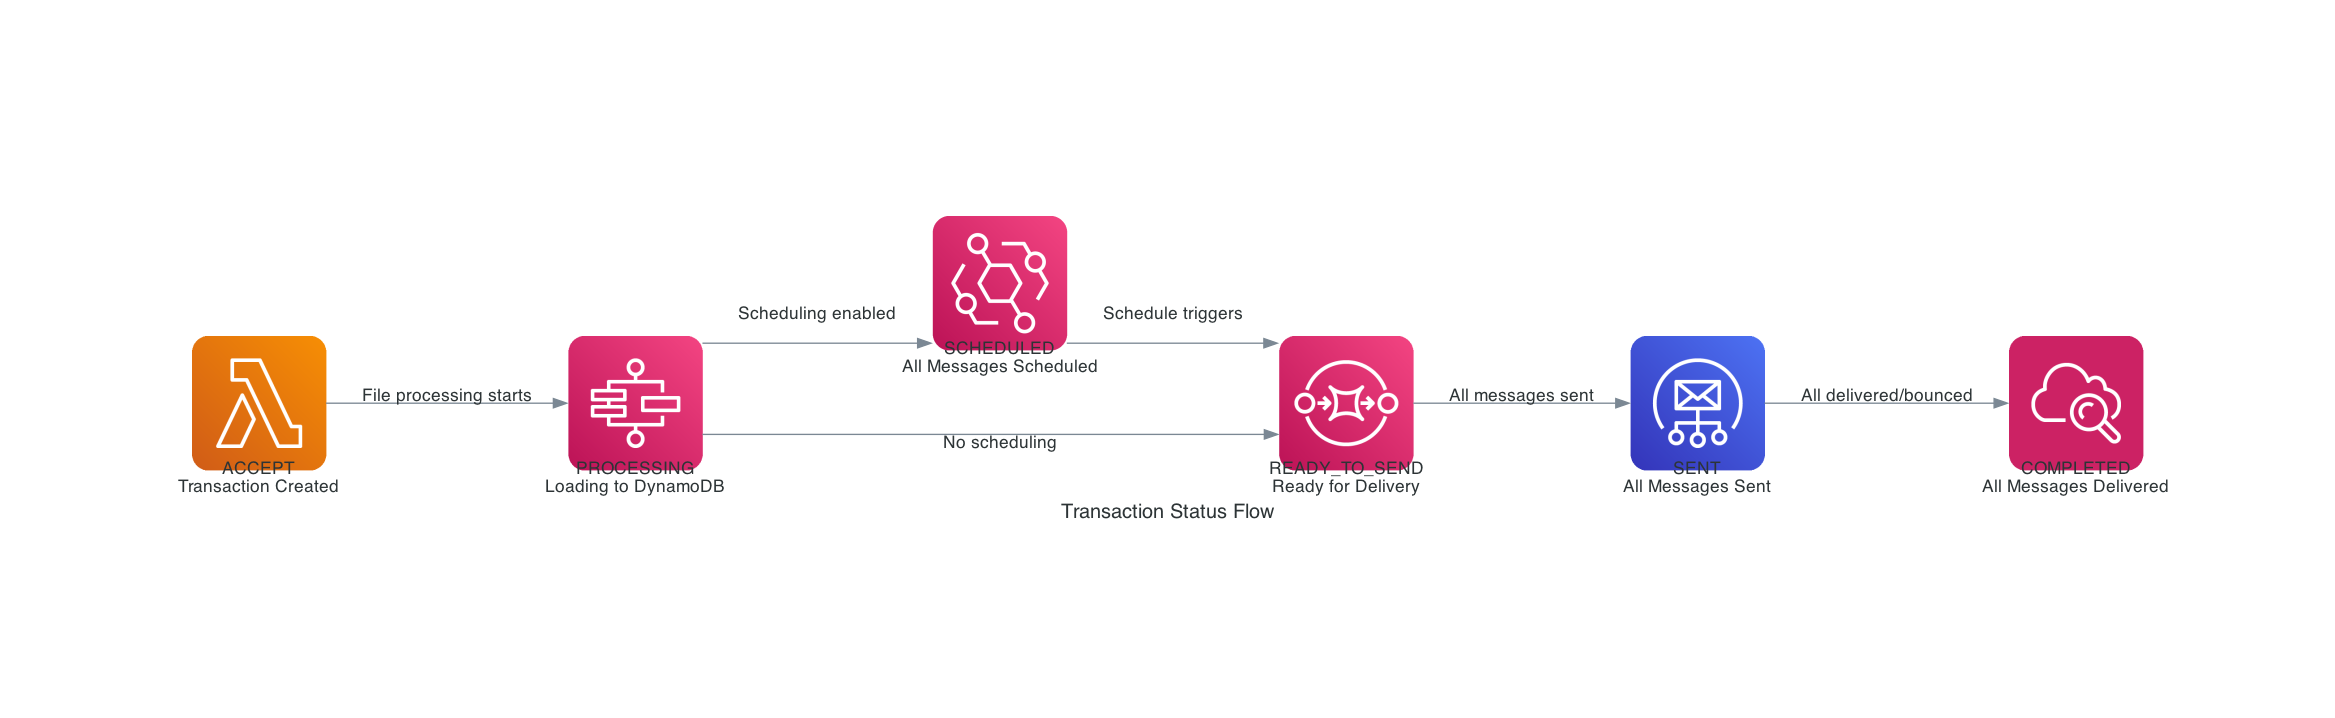 Scheduling enabled
Schedule triggers
SCHEDULED
All Messages Scheduled
File processing starts
All messages sent
All delivered/bounced
No scheduling
ACCEPT
Transaction Created
PROCESSING
Loading to DynamoDB
READY_TO_SEND
Ready for Delivery
SENT
All Messages Sent
COMPLETED
All Messages Delivered
Transaction Status Flow